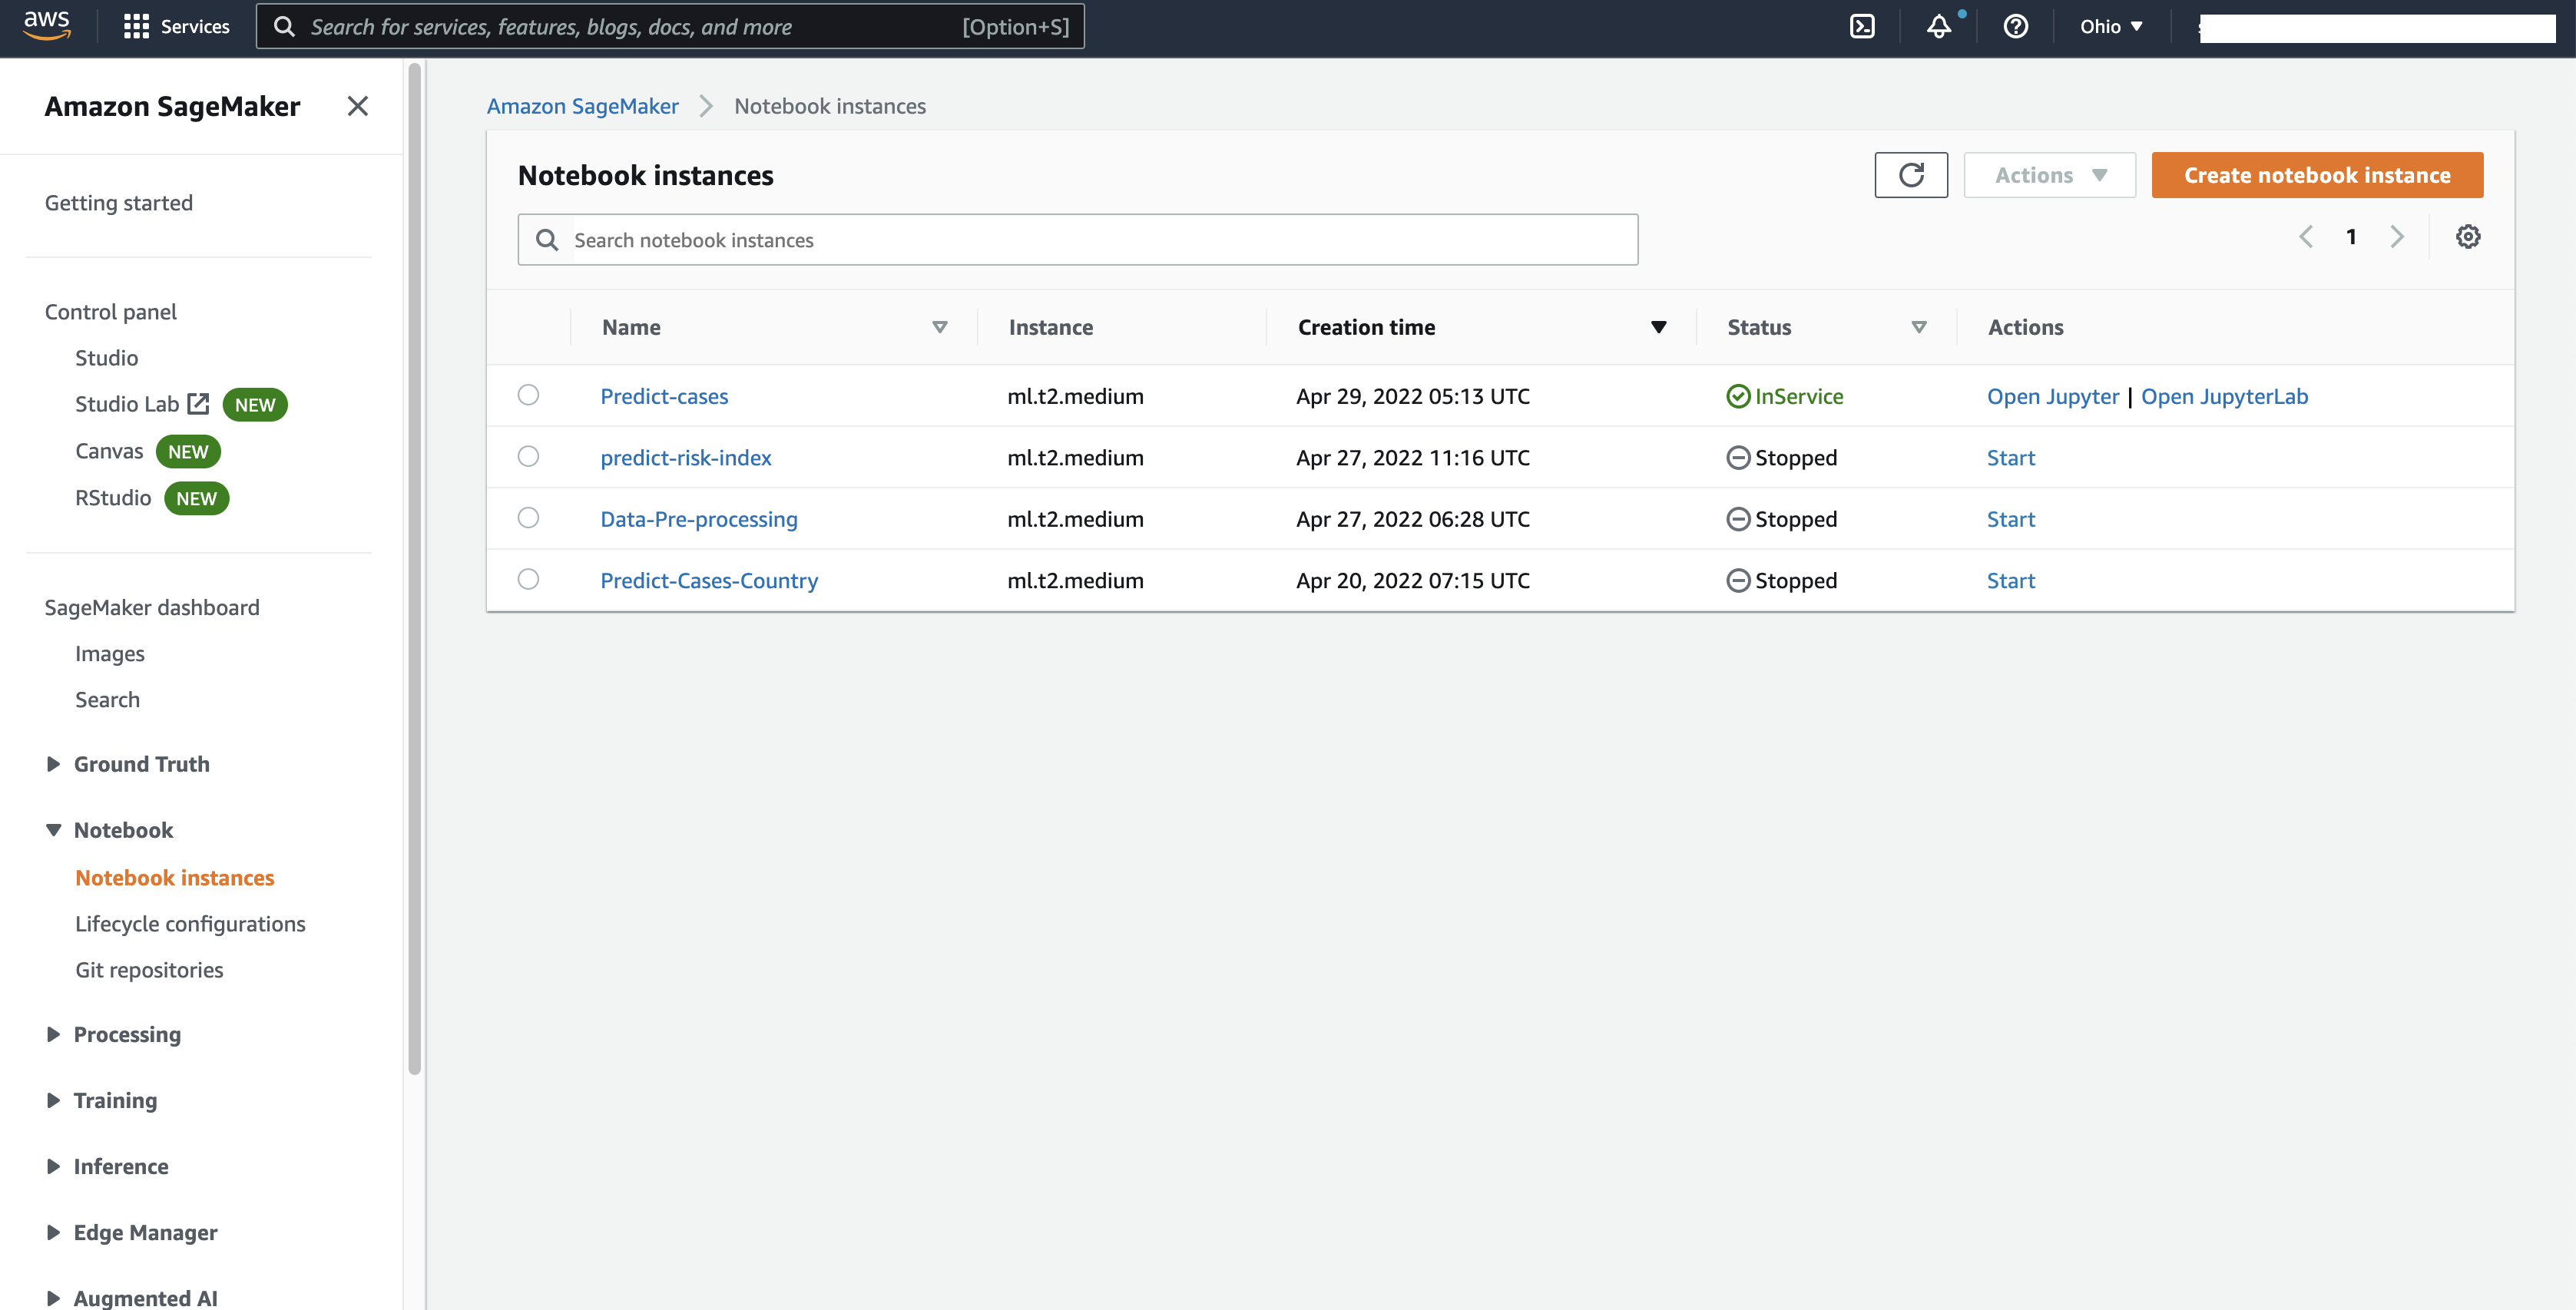 aws
Services
Search for services, features, blogs, docs, and more
[Option+S]
Ohio
Amazon SageMaker
Getting started
Control panel
Studio
Studio Lab NEW
Canvas NEW
RStudio NEW
SageMaker dashboard
Images
Search
Ground Truth
Notebook
Notebook instances
Lifecycle configurations
Git repositories
Processing
Training
Inference
Edge Manager
Augmented AI
Amazon SageMaker Notebook instances
Notebook instances
Actions
Create notebook instance
Search notebook instances
1
Name Instance Creation time Status Actions
Predict-cases ml.t2.medium Apr 29, 2022 05:13 UTC InService Open Jupyter | Open JupyterLab
predict-risk-index ml.t2.medium Apr 27, 2022 11:16 UTC Stopped Start
Data-Pre-processing ml.t2.medium Apr 27, 2022 06:28 UTC Stopped Start
Predict-Cases-Country ml.t2.medium Apr 20, 2022 07:15 UTC Stopped Start